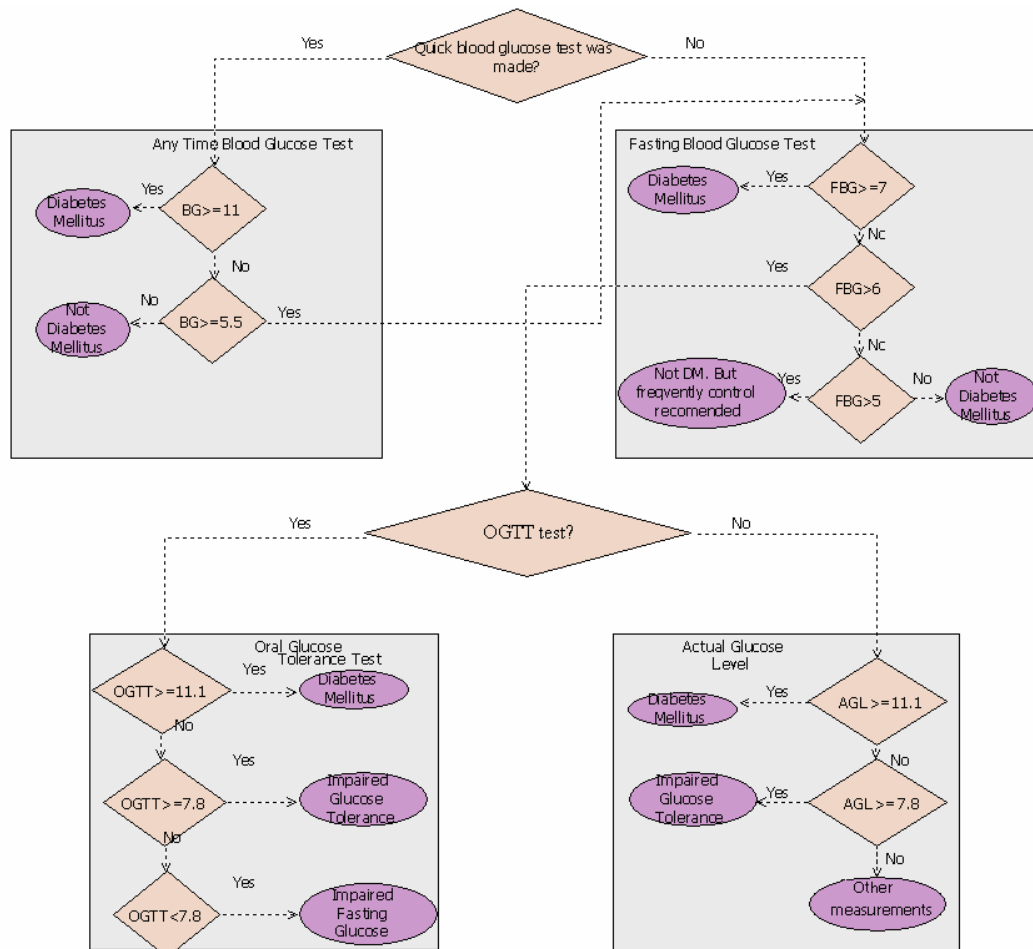 Quick blood glucose test was
made?
Yes
No
Any Time Blood Glucose Test
BG>=11
Yes
Diabetes
Mellitus
No
BG>=5.5
No
Not
Diabetes
Mellitus
Yes
Fasting Blood Glucose Test
FBG>=7
Yes
Diabetes
Mellitus
Nc
FBG>6
Yes
Nc
FBG>5
Yes
Not DM. But
freqvently control
recomended
No
Not
Diabetes
Mellitus
OGTT test?
Yes
No
Oral Glucose
Tolerance Test
OGTT>=11.1
Yes
Diabetes
Mellitus
No
OGTT>=7.8
Yes
Impaired
Glucose
Tolerance
No
OGTT<7.8
Yes
Impaired
Fasting
Glucose
Actual Glucose
Level
AGL >=11.1
Yes
Diabetes
Mellitus
No
AGL >=7.8
Yes
Impaired
Glucose
Tolerance
No
Other
measurements